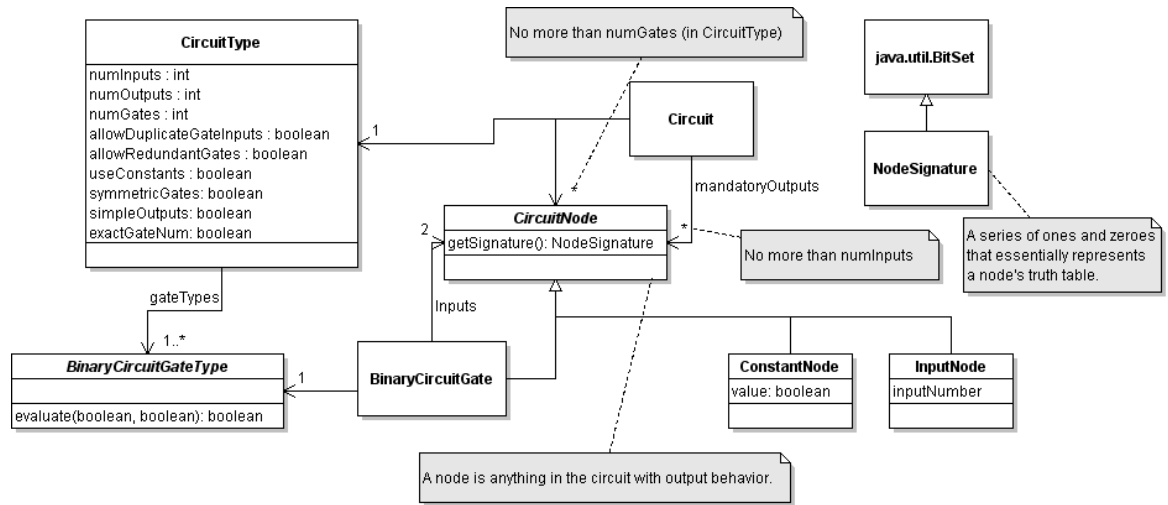 No more than numGates (in CircuitType)
CircuitType
numInputs : int
numOutputs : int
numGates : int
allowDuplicateGateInputs : boolean
allowRedundantGates : boolean
useConstants : boolean
symmetricGates: boolean
simpleOutputs: boolean
exactGateNum: boolean
1
Circuit
java.util.BitSet
NodeSignature
mandatoryOutputs
*
CircuitNode
getSignature(): NodeSignature
2
*
No more than numInputs
A series of ones and zeroes
that essentially represents
a node's truth table.
gateTypes
Inputs
1..*
BinaryCircuitGateType
evaluate(boolean, boolean): boolean
1
BinaryCircuitGate
ConstantNode
value: boolean
InputNode
inputNumber
A node is anything in the circuit with output behavior.